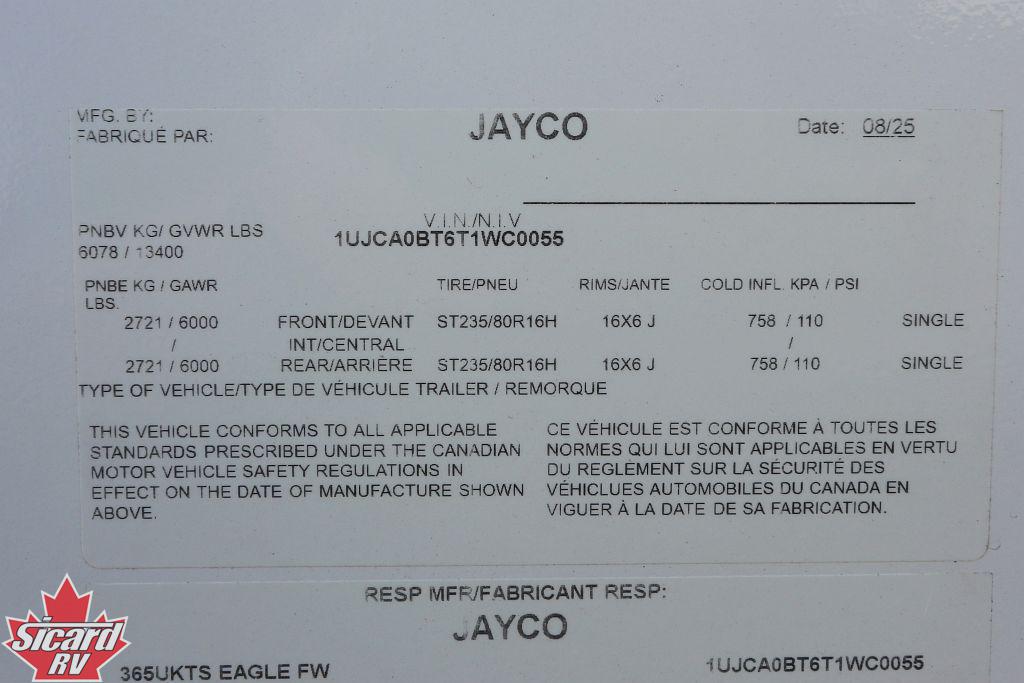 MFG. BY:
FABRIQUÉ PAR:
JAYCO
Date: 08/25
PNBV KG/ GVWR LBS
6078 / 13400
V.I.N./N.I.V
1UJCA0BT6T1WC0055
PNBE KG / GAWR LBS. TIRE/PNEU RIMS/JANTE COLD INFL. KPA / PSI
2721 / 6000 FRONT/DEVANT ST235/80R16H 16X6 J 758 / 110 SINGLE
/ INT/CENTRAL /
2721 / 6000 REAR/ARRIÈRE ST235/80R16H 16X6 J 758 / 110 SINGLE
TYPE OF VEHICLE/TYPE DE VÉHICULE TRAILER / REMORQUE
THIS VEHICLE CONFORMS TO ALL APPLICABLE
STANDARDS PRESCRIBED UNDER THE CANADIAN
MOTOR VEHICLE SAFETY REGULATIONS IN
EFFECT ON THE DATE OF MANUFACTURE SHOWN
ABOVE.
CE VÉHICULE EST CONFORME À TOUTES LES
NORMES QUI LUI SONT APPLICABLES EN VERTU
DU REGLÈMENT SUR LA SÉCURITÉ DES
VÉHICLUES AUTOMOBILES DU CANADA EN
VIGUER À LA DATE DE SA FABRICATION.
RESP MFR/FABRICANT RESP:
JAYCO
365UKTS EAGLE FW 1UJCA0BT6T1WC0055
Sicard
RV